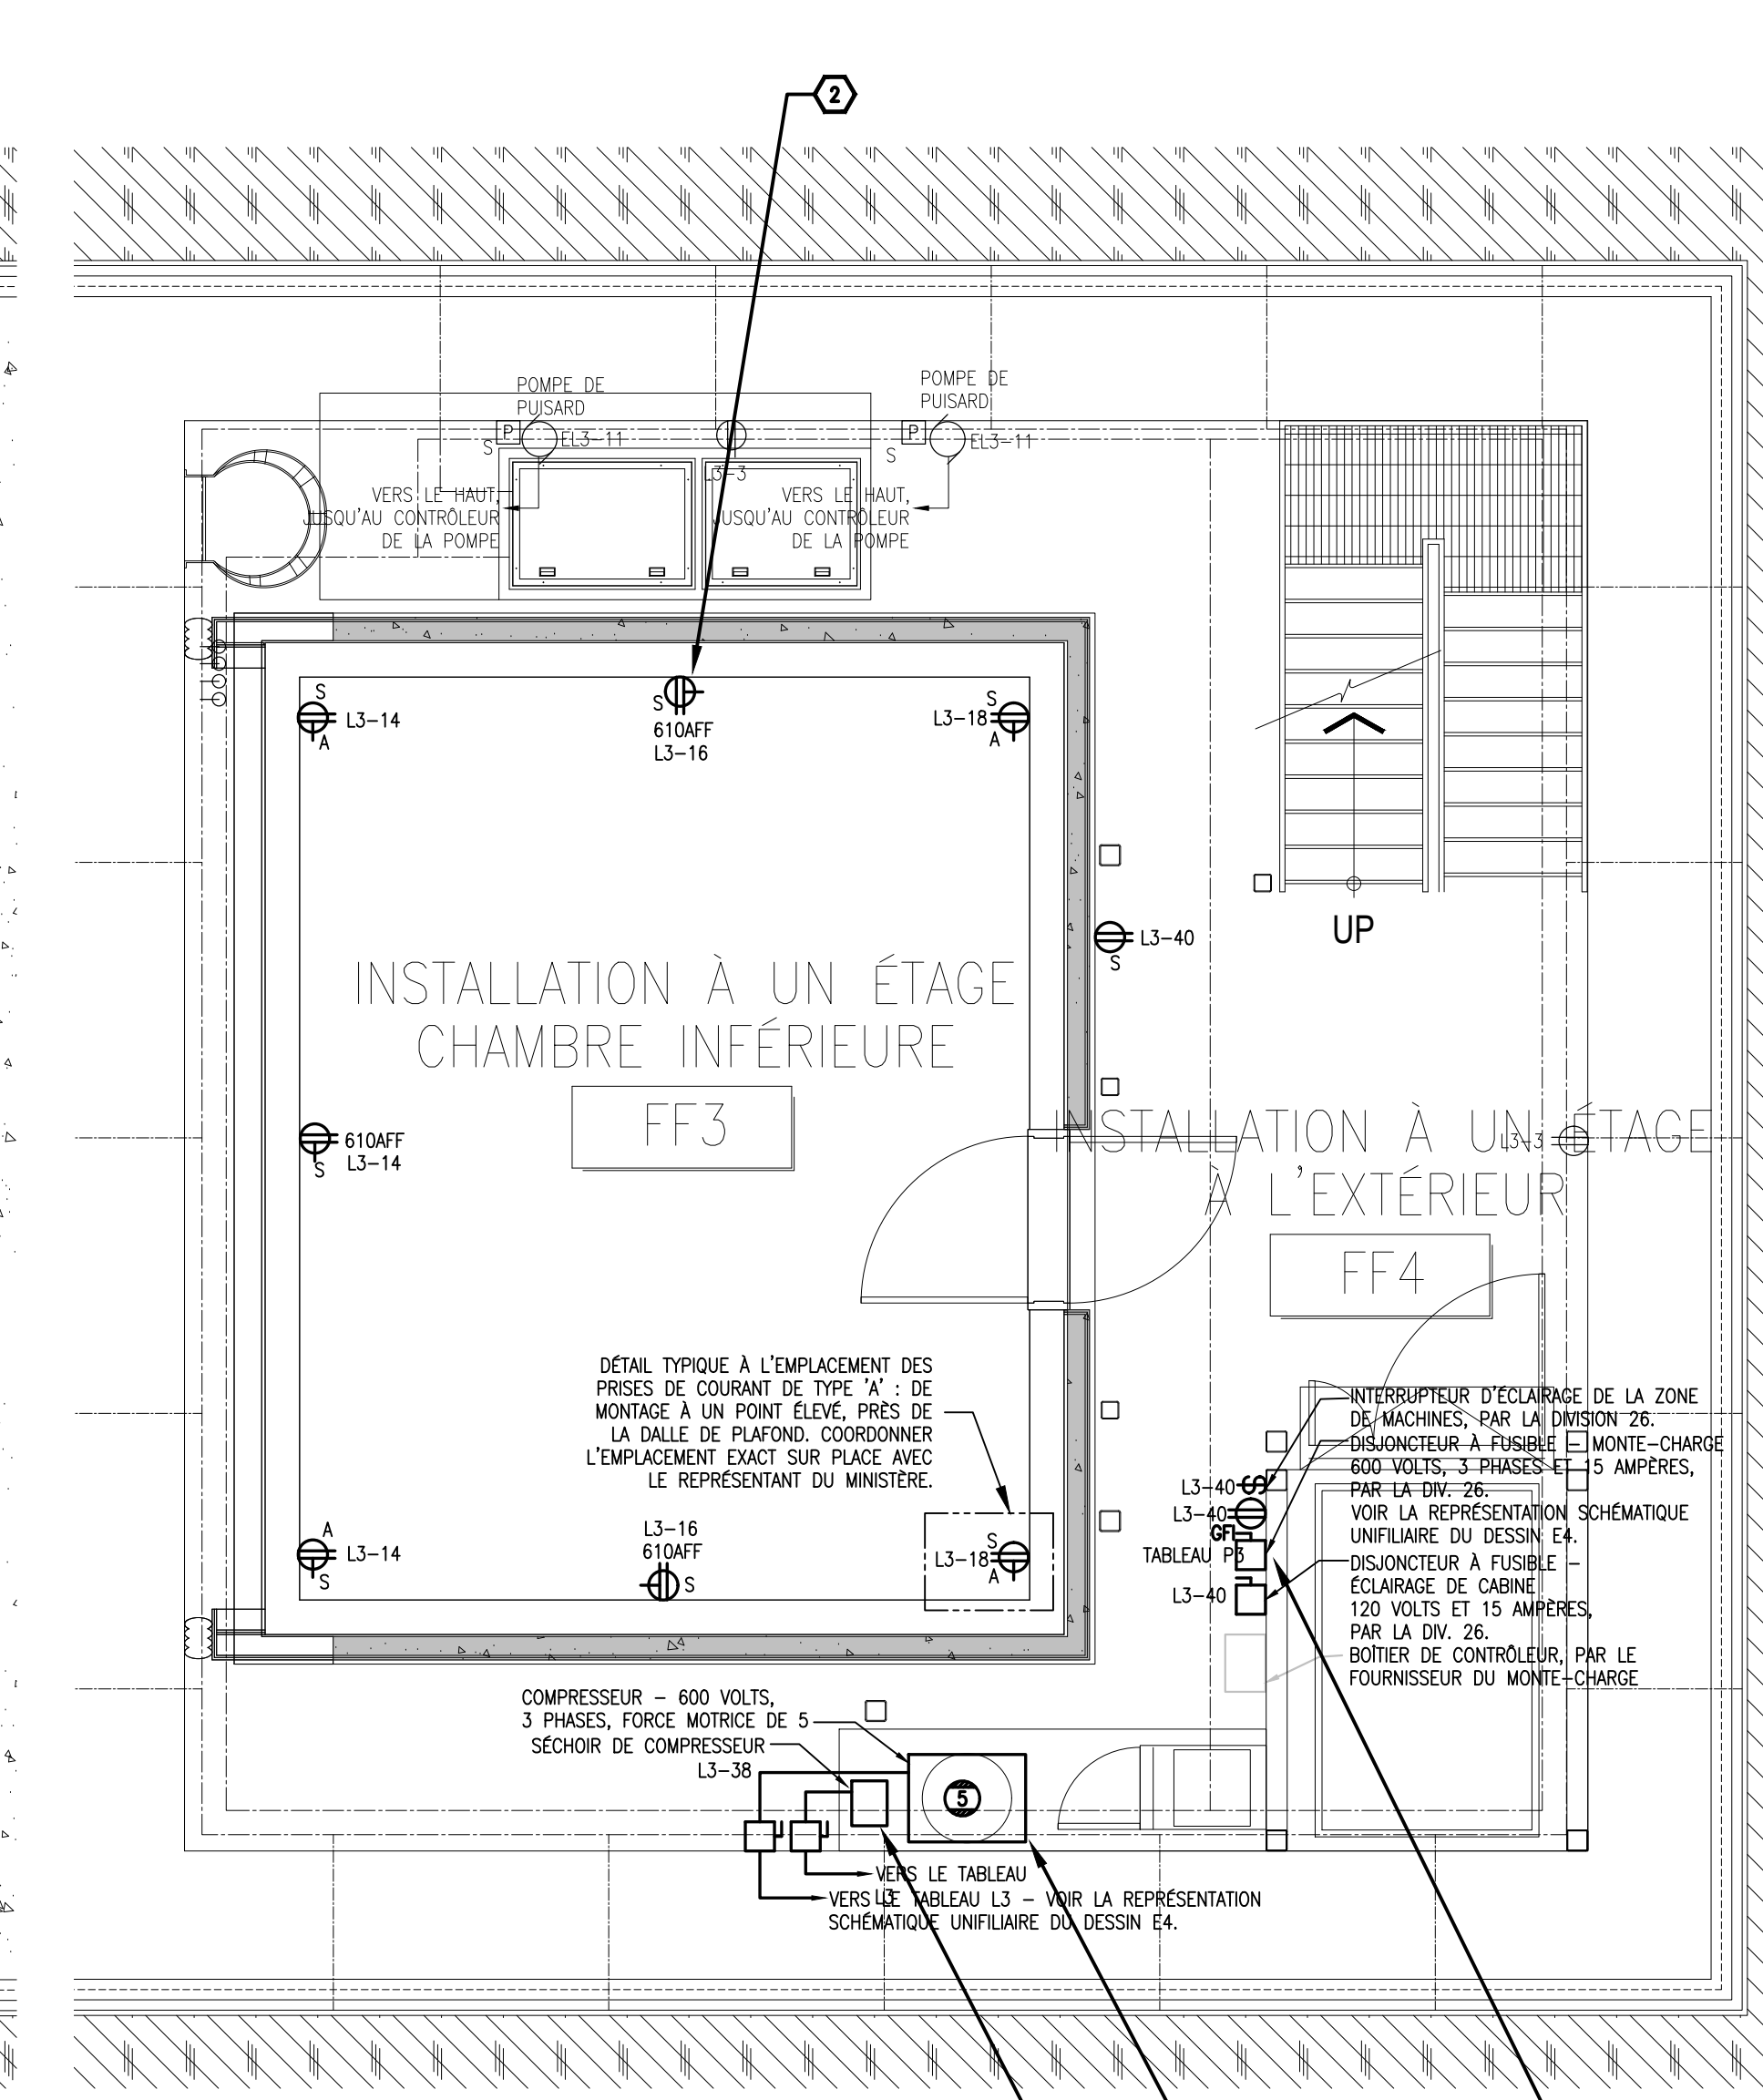 2
POMPE DE
PUISARD
P
S
EL3-11
L3-3
POMPE DE
PUISARD
P
S
EL3-11
VERS LE HAUT,
JUSQU'AU CONTRÔLEUR
DE LA POMPE
VERS LE HAUT,
JUSQU'AU CONTRÔLEUR
DE LA POMPE
S
L3-14
A
S
610AFF
L3-16
S
L3-18
A
UP
L3-40
S
INSTALLATION À UN ÉTAGE
CHAMBRE INFÉRIEURE
FF3
610AFF
L3-14
S
INSTALLATION À UN ÉTAGE
À L'EXTÉRIEUR
L3-3
FF4
DÉTAIL TYPIQUE À L'EMPLACEMENT DES
PRISES DE COURANT DE TYPE 'A' : DE
MONTAGE À UN POINT ÉLEVÉ, PRÈS DE
LA DALLE DE PLAFOND. COORDONNER
L'EMPLACEMENT EXACT SUR PLACE AVEC
LE REPRÉSENTANT DU MINISTÈRE.
A
L3-14
S
L3-16
610AFF
S
S
L3-18
A
L3-40
S
L3-40
GFI
TABLEAU P3
L3-40
INTERRUPTEUR D'ÉCLAIRAGE DE LA ZONE
DE MACHINES, PAR LA DIVISION 26.
DISJONCTEUR À FUSIBLE – MONTE-CHARGE
600 VOLTS, 3 PHASES ET 15 AMPÈRES,
PAR LA DIV. 26.
VOIR LA REPRÉSENTATION SCHÉMATIQUE
UNIFILIAIRE DU DESSIN E4.
DISJONCTEUR À FUSIBLE –
ÉCLAIRAGE DE CABINE
120 VOLTS ET 15 AMPÈRES,
PAR LA DIV. 26.
BOÎTIER DE CONTRÔLEUR, PAR LE
FOURNISSEUR DU MONTE-CHARGE
COMPRESSEUR – 600 VOLTS,
3 PHASES, FORCE MOTRICE DE 5
SÉCHOIR DE COMPRESSEUR
L3-38
5
VERS LE TABLEAU
L3
VERS LE TABLEAU L3 – VOIR LA REPRÉSENTATION
SCHÉMATIQUE UNIFILIAIRE DU DESSIN E4.